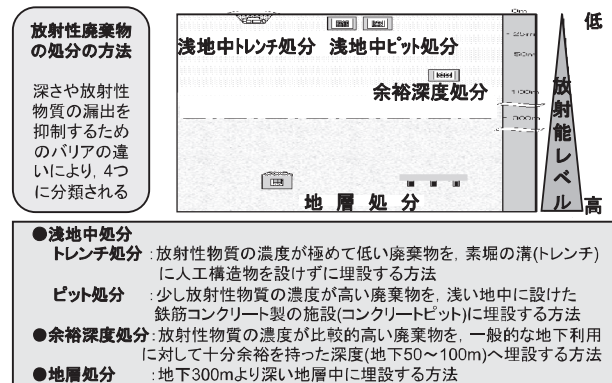 放射性廃棄物
の処分の方法
深さや放射性
物質の漏出を
抑制するため
のバリアの違
いにより, 4つ
に分類される
浅地中トレンチ処分 浅地中ピット処分
余裕深度処分
地層処分
0m
25m
50m
100m
300m
低
放射能レベル
高
●浅地中処分
トレンチ処分:放射性物質の濃度が極めて低い廃棄物を, 素堀の溝(トレンチ)
に人工構造物を設けずに埋設する方法
ピット処分:少し放射性物質の濃度が高い廃棄物を, 浅い地中に設けた
鉄筋コンクリート製の施設(コンクリートピット)に埋設する方法
●余裕深度処分:放射性物質の濃度が比較的高い廃棄物を, 一般的な地下利用
に対して十分余裕を持った深度(地下50～100m)へ埋設する方法
●地層処分:地下300mより深い地層中に埋設する方法